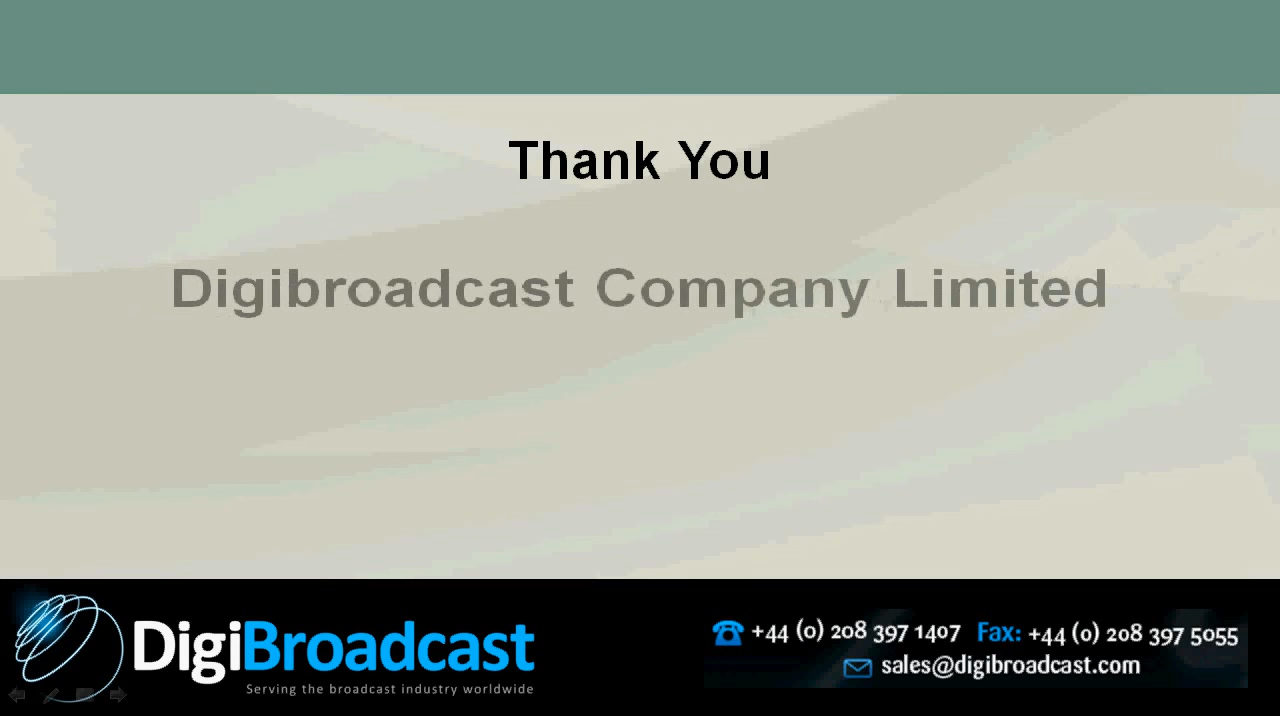 Thank You
Digibroadcast Company Limited
DigiBroadcast
Serving the broadcast industry worldwide
+44 (0) 208 397 1407 Fax: +44 (0) 208 397 5055
sales@digibroadcast.com